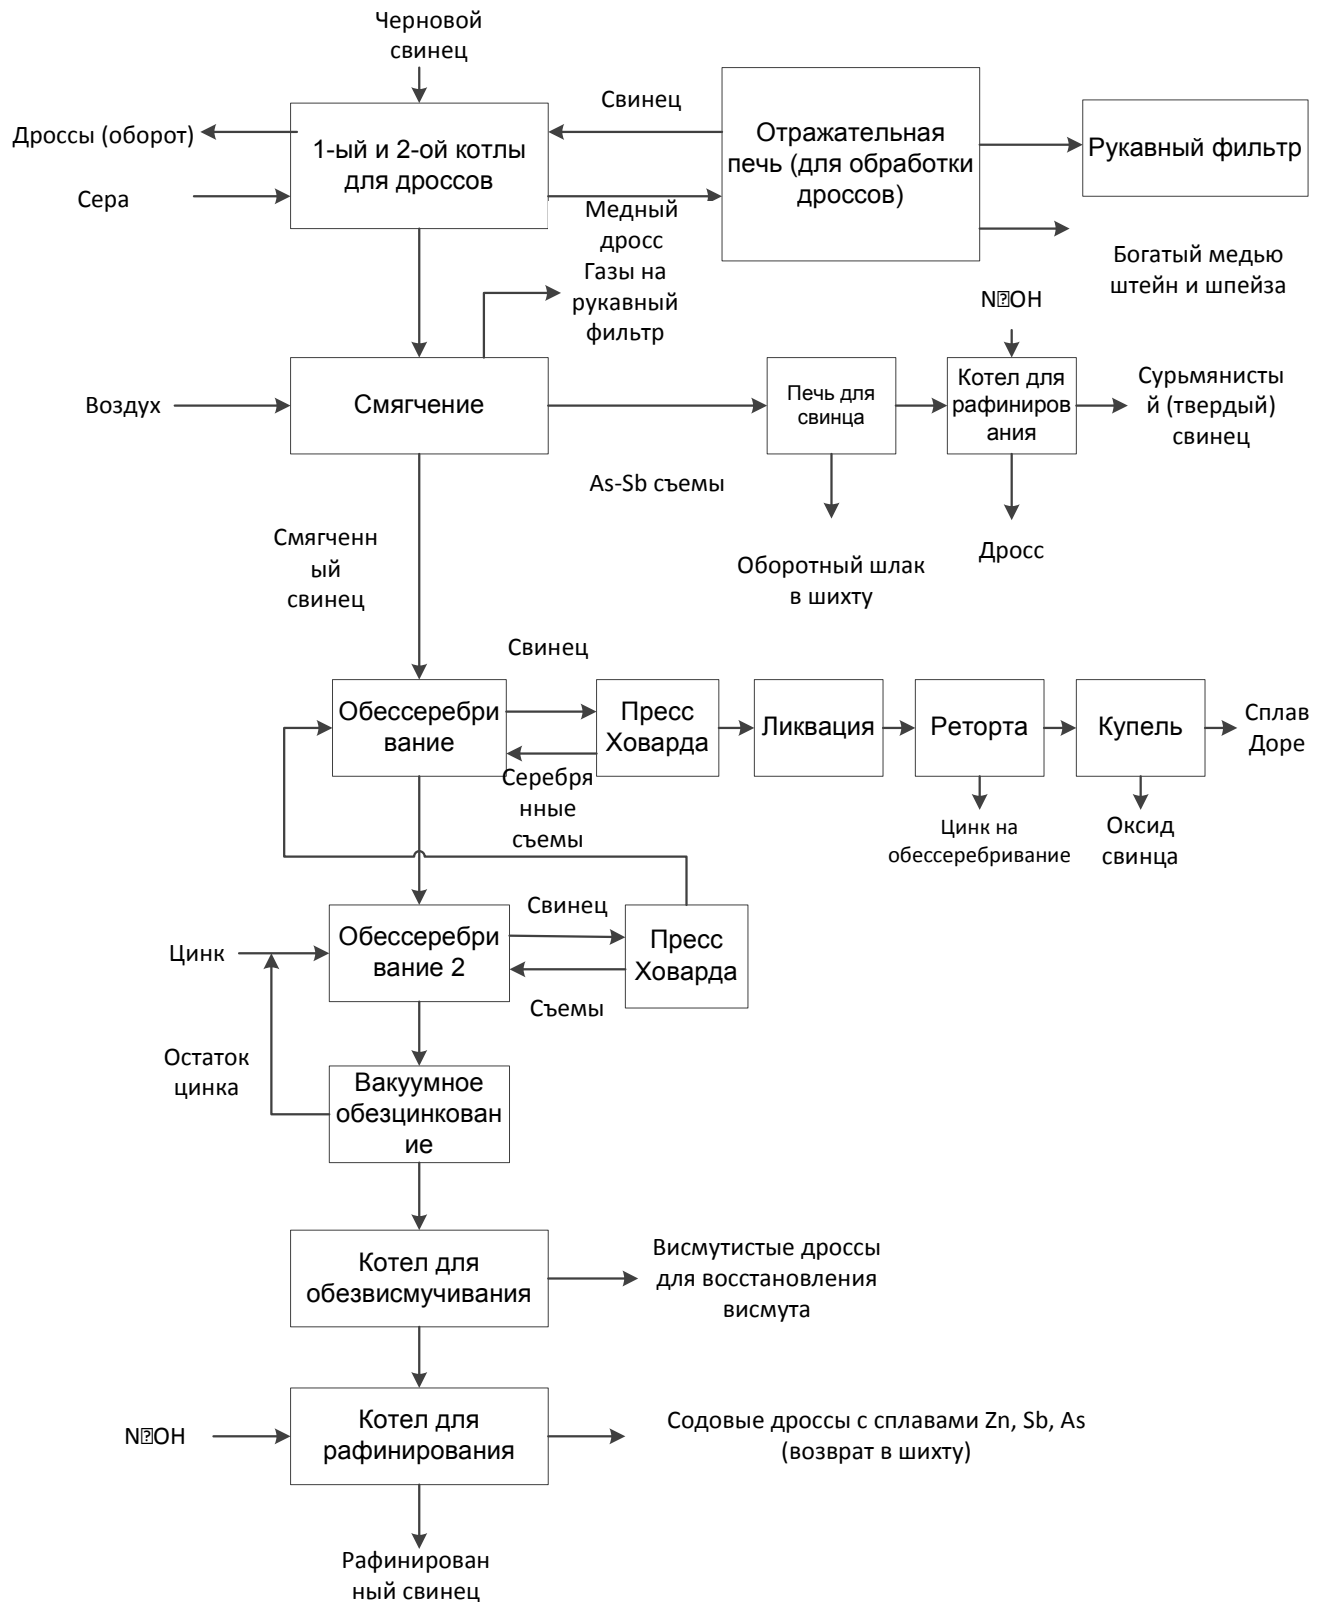 Черновой
свинец
Свинец
Дроссы (оборот)
1-ый и 2-ой котлы
для дроссов
Отражательная
печь (для обработки
дроссов)
Рукавный фильтр
Сера
Медный
дросс
Газы на
рукавный
фильтр
Богатый медью
штейн и шпейза
N⍰OH
Воздух
Смягчение
Печь для
свинца
Котел для
рафиниров
ания
Сурьмянисты
й (твердый)
свинец
As-Sb съемы
Смягченн
ый
свинец
Оборотный шлак
в шихту
Дросс
Свинец
Обессеребри
вание
Пресс
Ховарда
Ликвация
Реторта
Купель
Сплав
Доре
Серебря
нные
съемы
Цинк на
обессеребривание
Оксид
свинца
Свинец
Цинк
Обессеребри
вание 2
Пресс
Ховарда
Съемы
Остаток
цинка
Вакуумное
обезцинкован
ие
Котел для
обезвисмучивания
Висмутистые дроссы
для восстановления
висмута
N⍰OH
Котел для
рафинирования
Содовые дроссы с сплавами Zn, Sb, As
(возврат в шихту)
Рафинирован
ный свинец